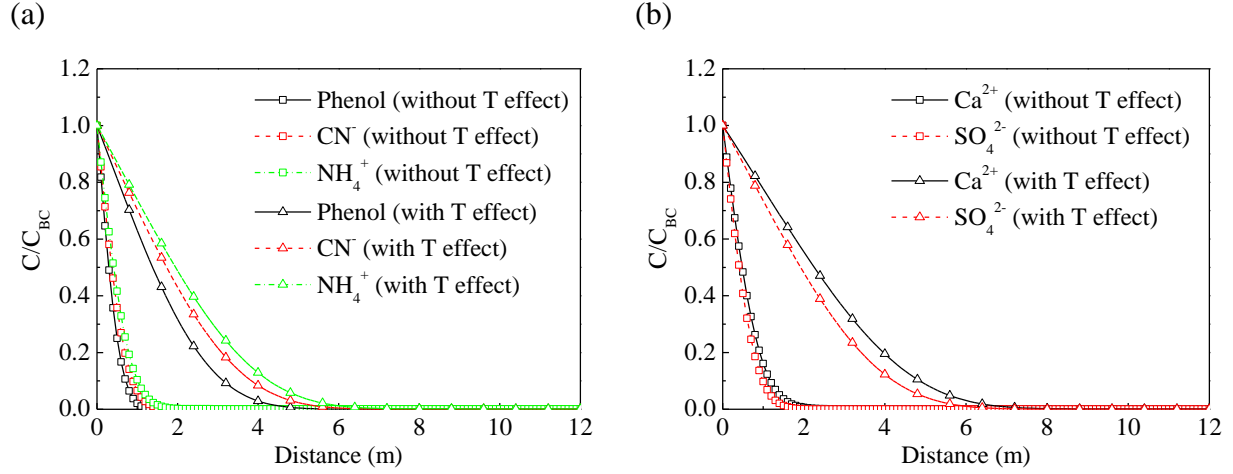 (a)
1.2
1.0
0.8
0.6
0.4
0.2
0.0
C/C_BC
Phenol (without T effect)
CN⁻ (without T effect)
NH₄⁺ (without T effect)
Phenol (with T effect)
CN⁻ (with T effect)
NH₄⁺ (with T effect)
0 2 4 6 8 10 12
Distance (m)
(b)
1.2
1.0
0.8
0.6
0.4
0.2
0.0
C/C_BC
Ca²⁺ (without T effect)
SO₄²⁻ (without T effect)
Ca²⁺ (with T effect)
SO₄²⁻ (with T effect)
0 2 4 6 8 10 12
Distance (m)